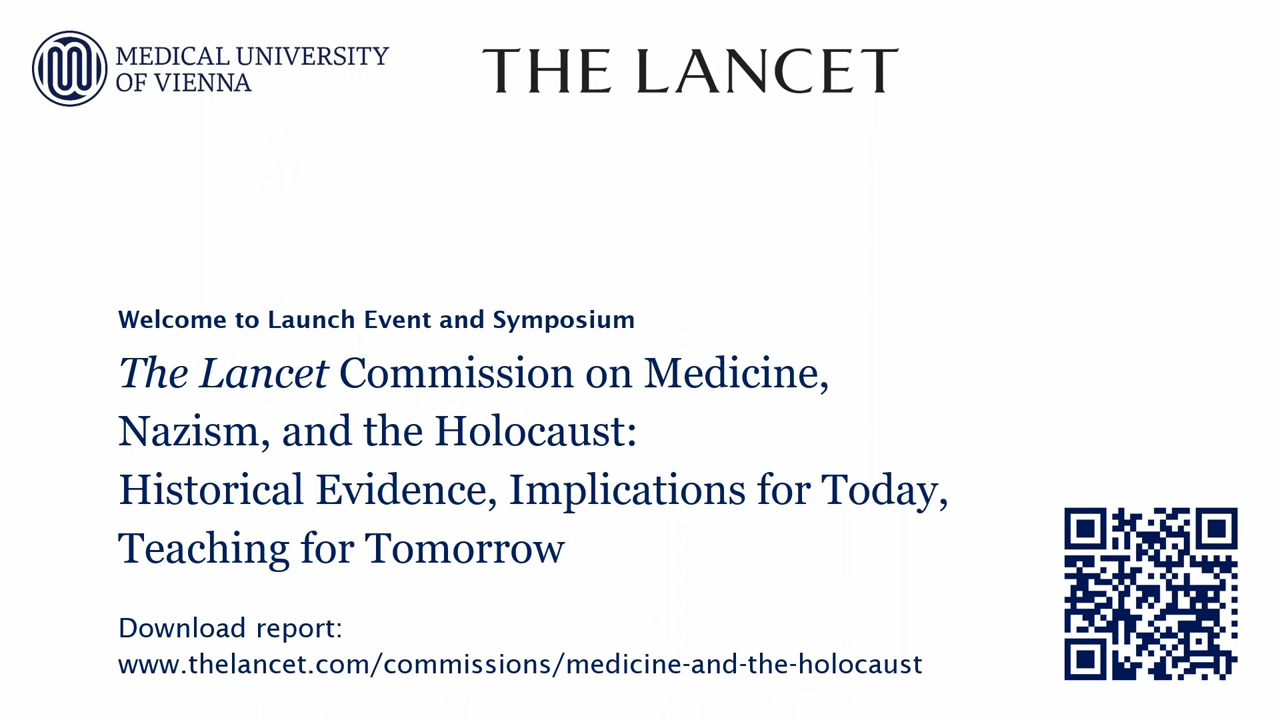 MEDICAL UNIVERSITY
OF VIENNA
THE LANCET
Welcome to Launch Event and Symposium
The Lancet Commission on Medicine,
Nazism, and the Holocaust:
Historical Evidence, Implications for Today,
Teaching for Tomorrow
Download report:
www.thelancet.com/commissions/medicine-and-the-holocaust